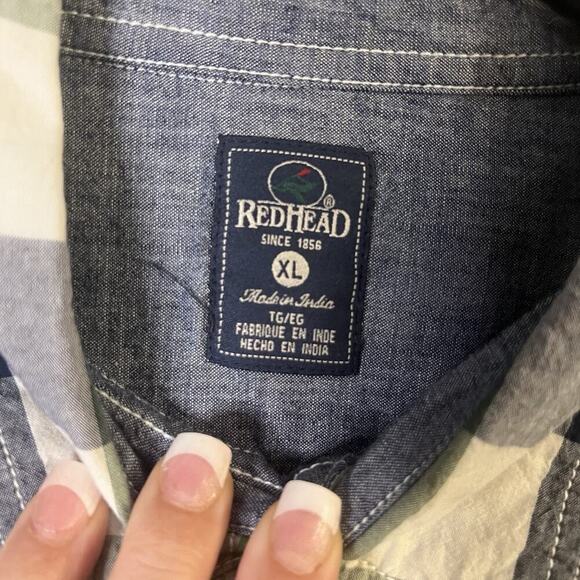 REDHEAD®
SINCE 1856
XL
Made in India
TG/EG
FABRIQUE EN INDE
HECHO EN INDIA